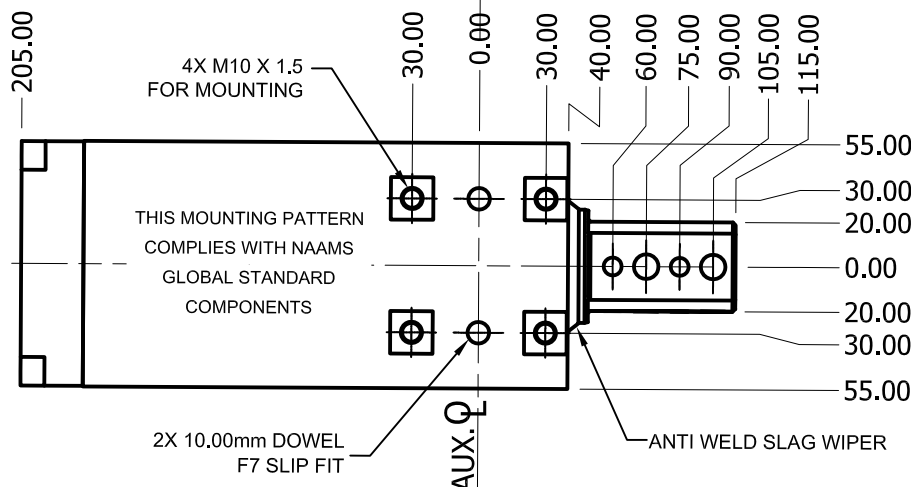 205.00
30.00
0.00
30.00
40.00
60.00
75.00
90.00
105.00
115.00
4X M10 X 1.5
FOR MOUNTING
55.00
30.00
20.00
0.00
20.00
30.00
55.00
THIS MOUNTING PATTERN
COMPLIES WITH NAAMS
GLOBAL STANDARD
COMPONENTS
2X 10.00mm DOWEL
F7 SLIP FIT
AUX. CL
ANTI WELD SLAG WIPER